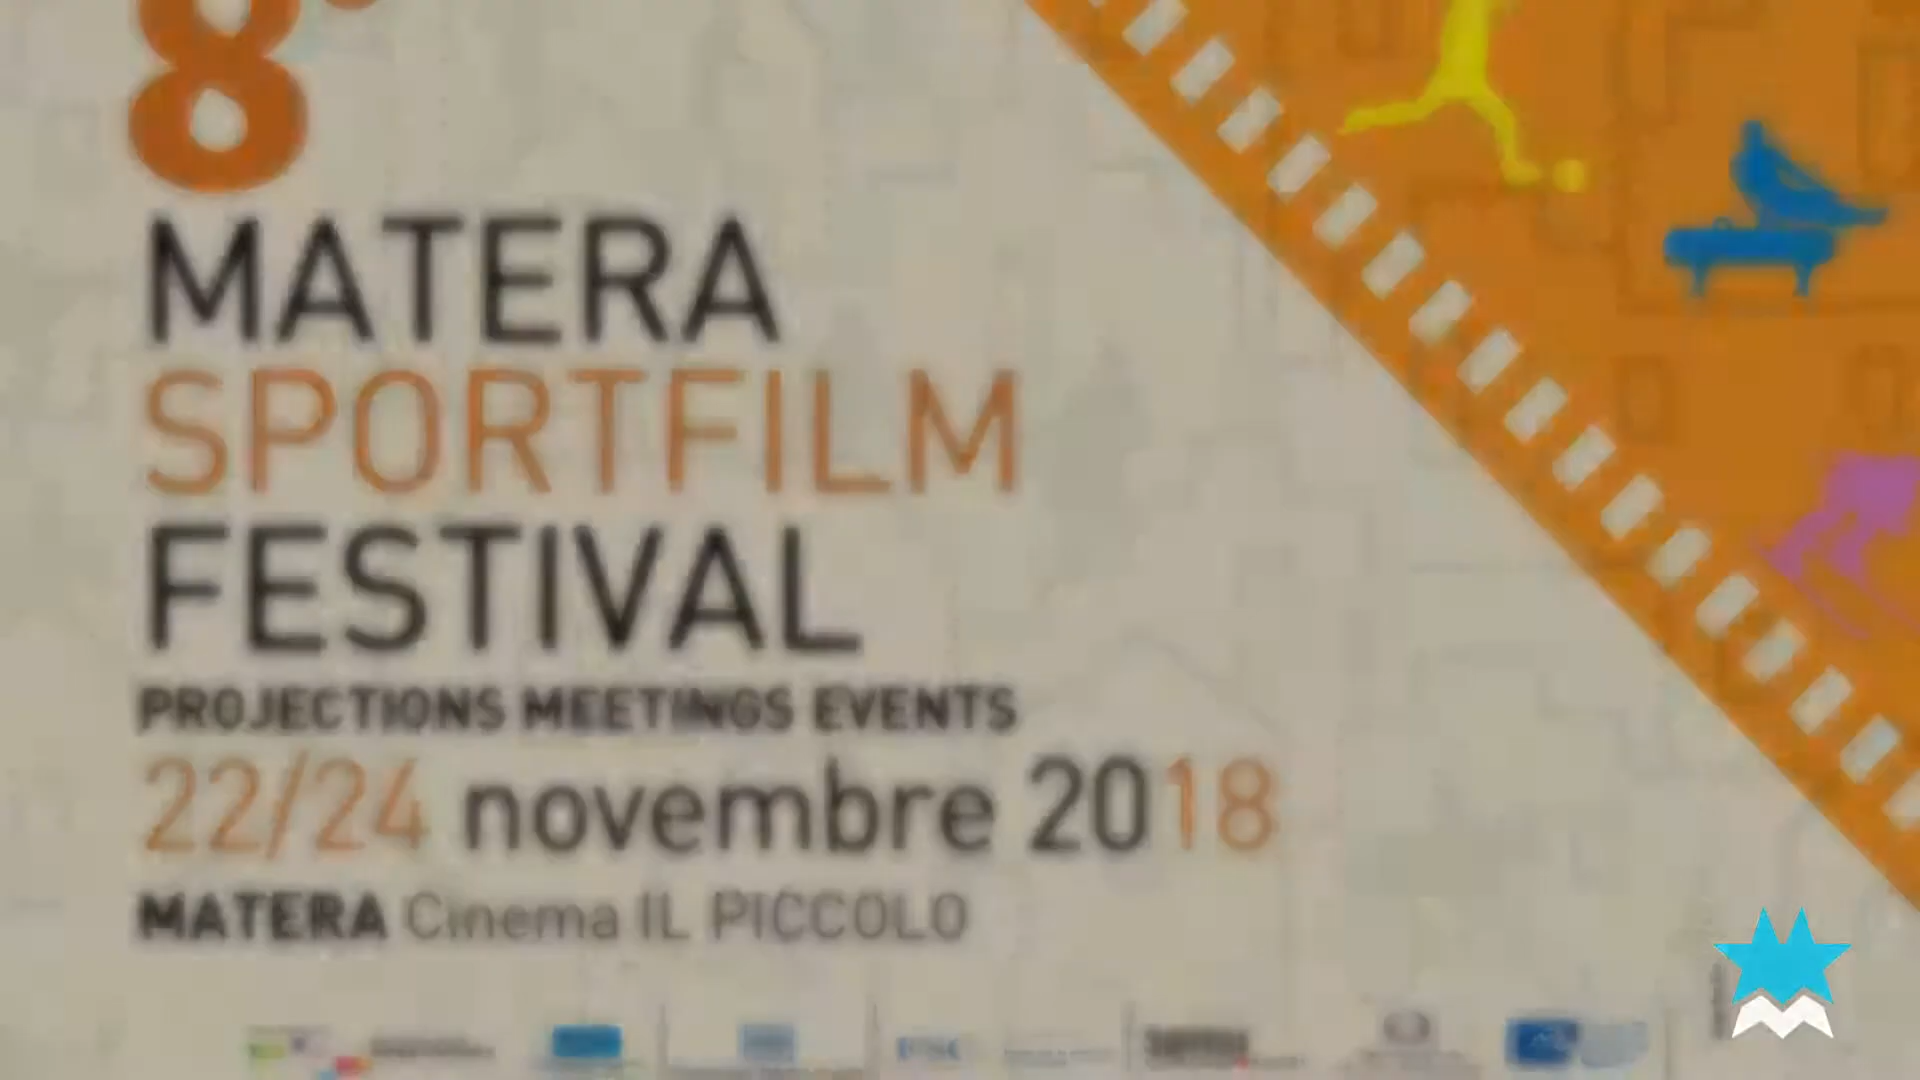 8°
MATERA
SPORTFILM
FESTIVAL
PROJECTIONS MEETINGS EVENTS
22/24 novembre 2018
MATERA Cinema IL PICCOLO